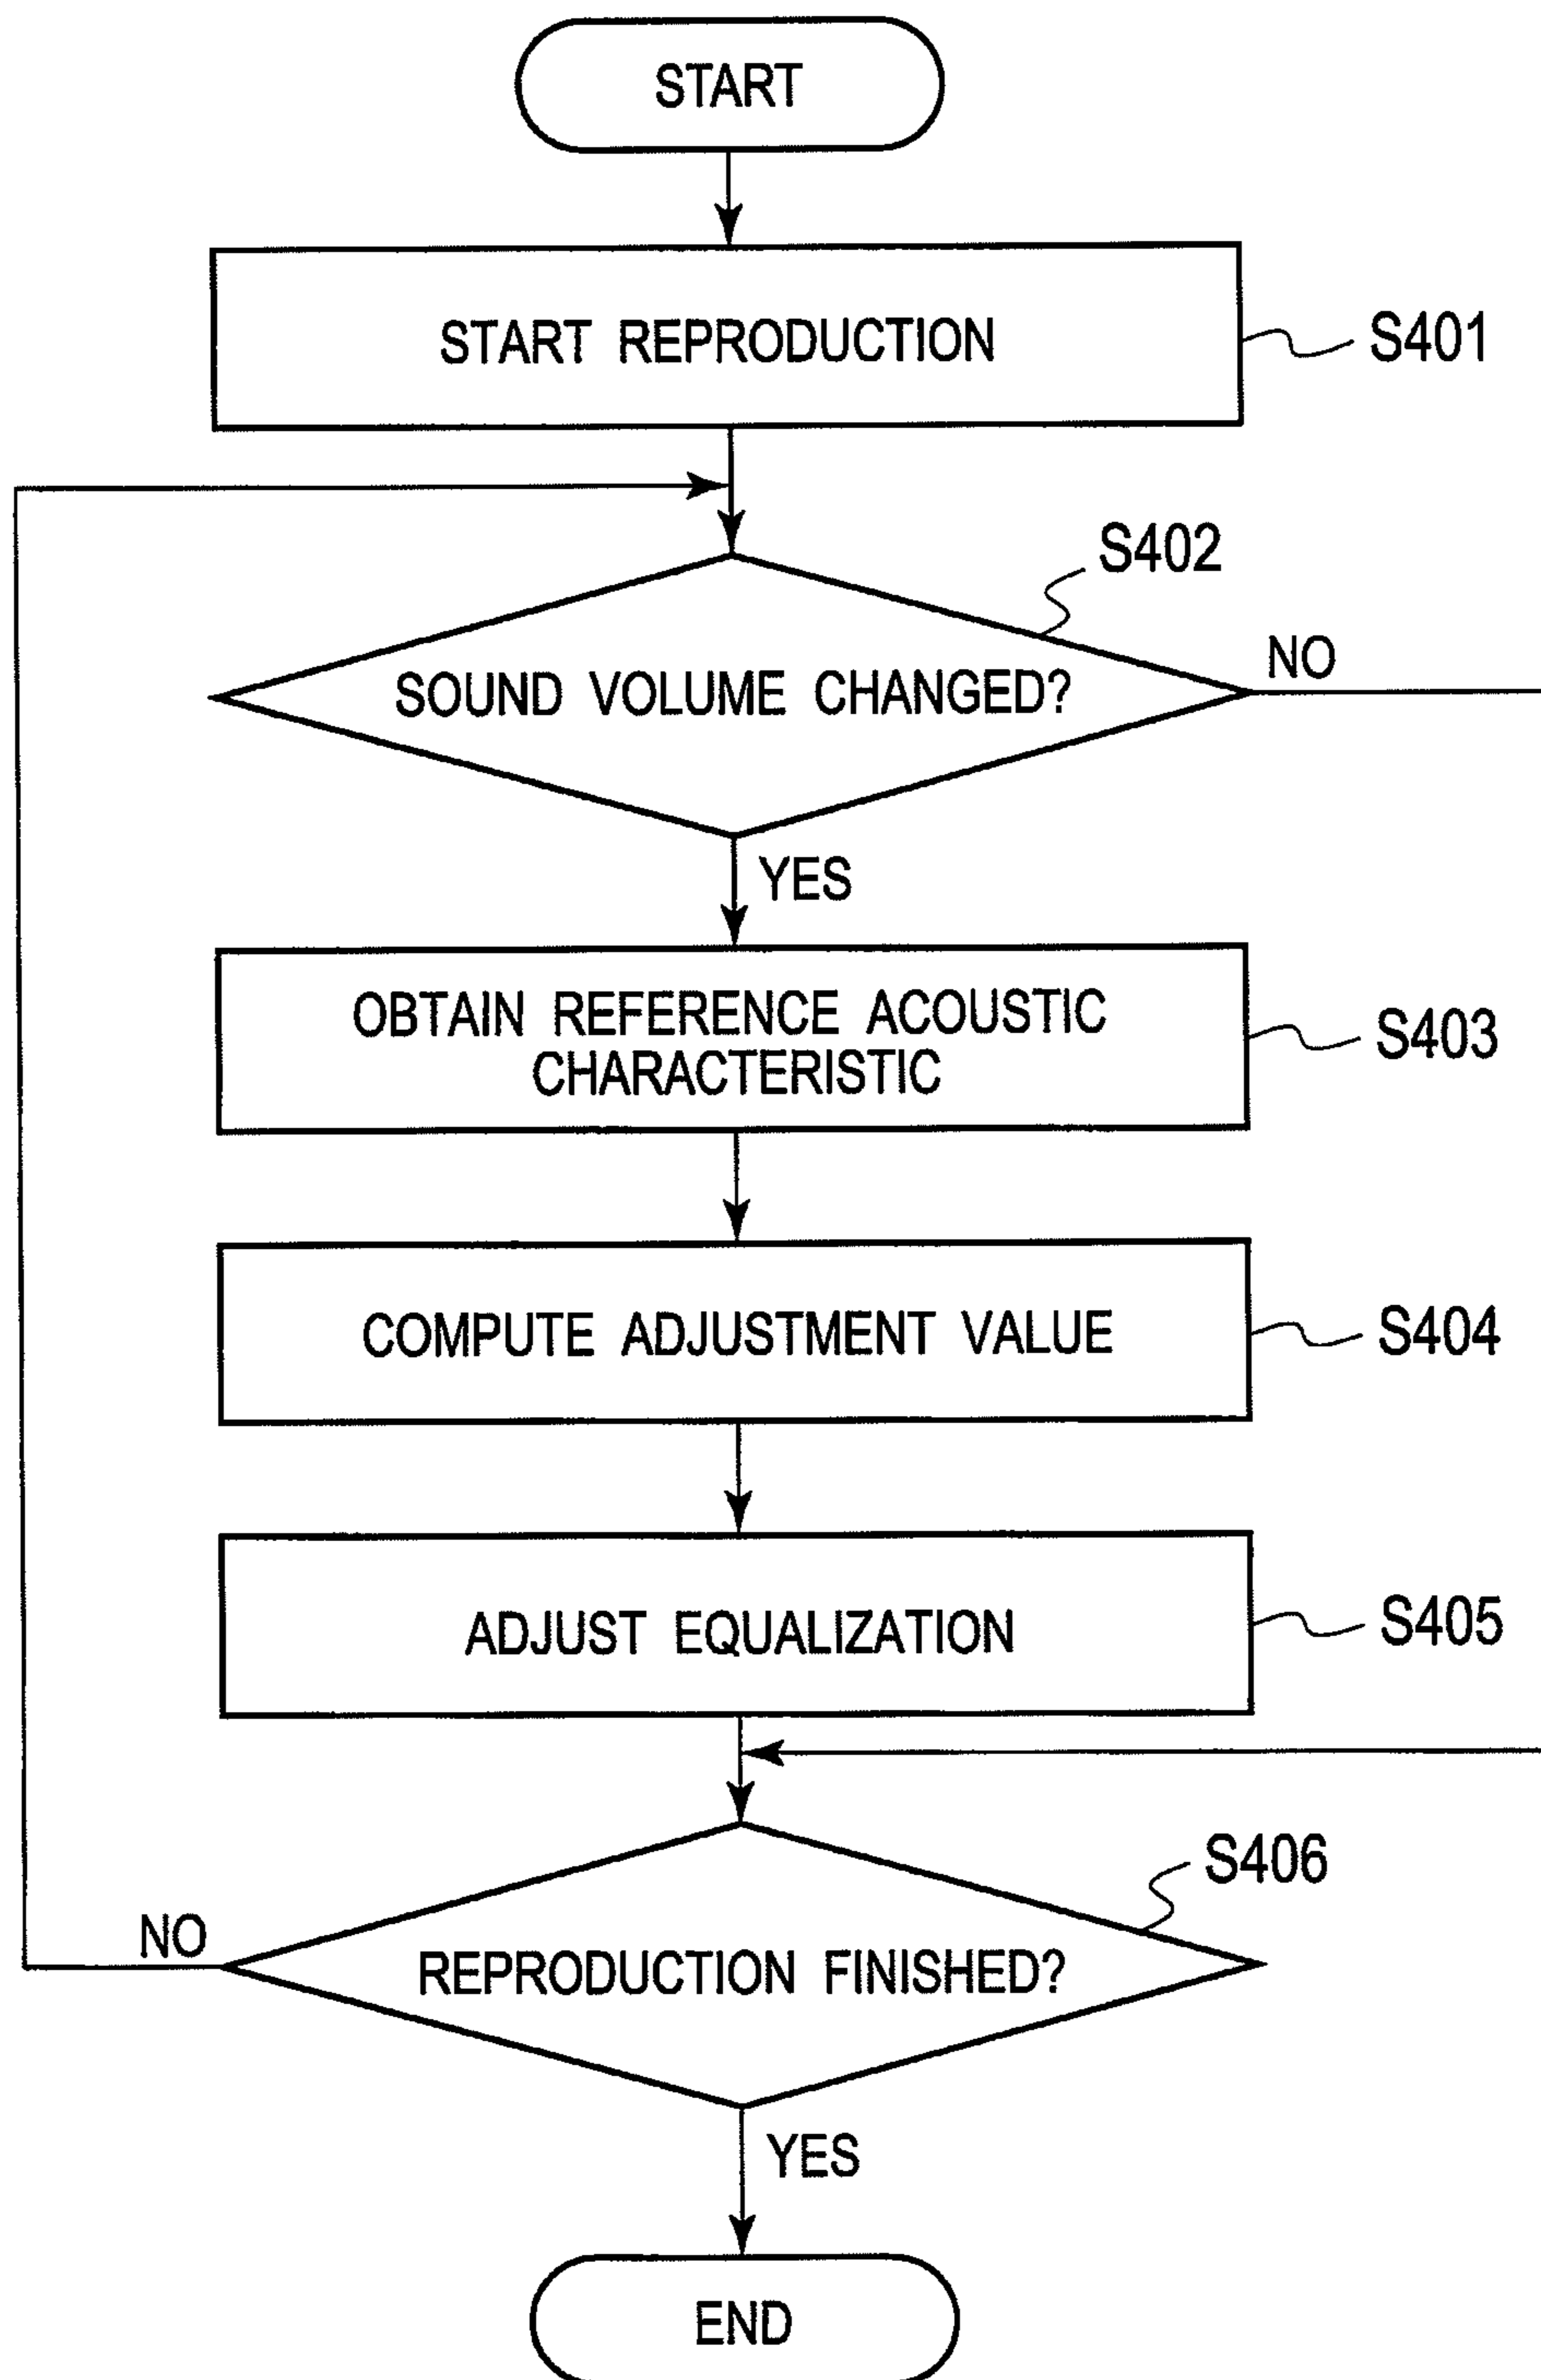 START
START REPRODUCTION
S401
S402
SOUND VOLUME CHANGED?
NO
YES
OBTAIN REFERENCE ACOUSTIC
CHARACTERISTIC
S403
COMPUTE ADJUSTMENT VALUE
S404
ADJUST EQUALIZATION
S405
S406
REPRODUCTION FINISHED?
NO
YES
END